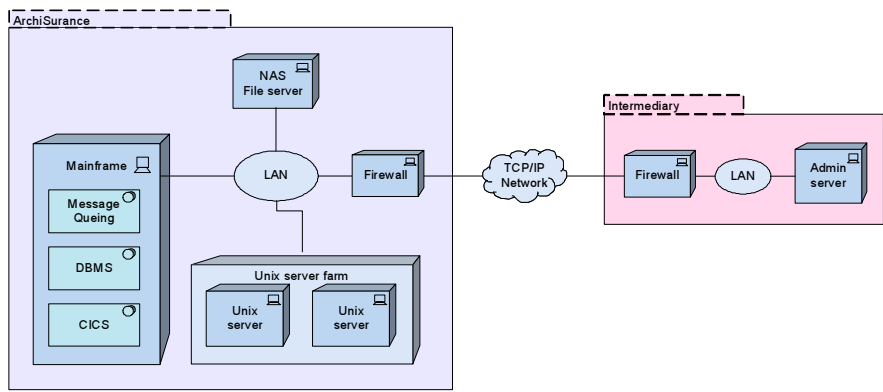 ArchiSurance
NAS
File server
Intermediary
Mainframe
Message
Queing
DBMS
CICS
LAN
Firewall
TCP/IP
Network
Firewall
LAN
Admin
server
Unix server farm
Unix
server
Unix
server